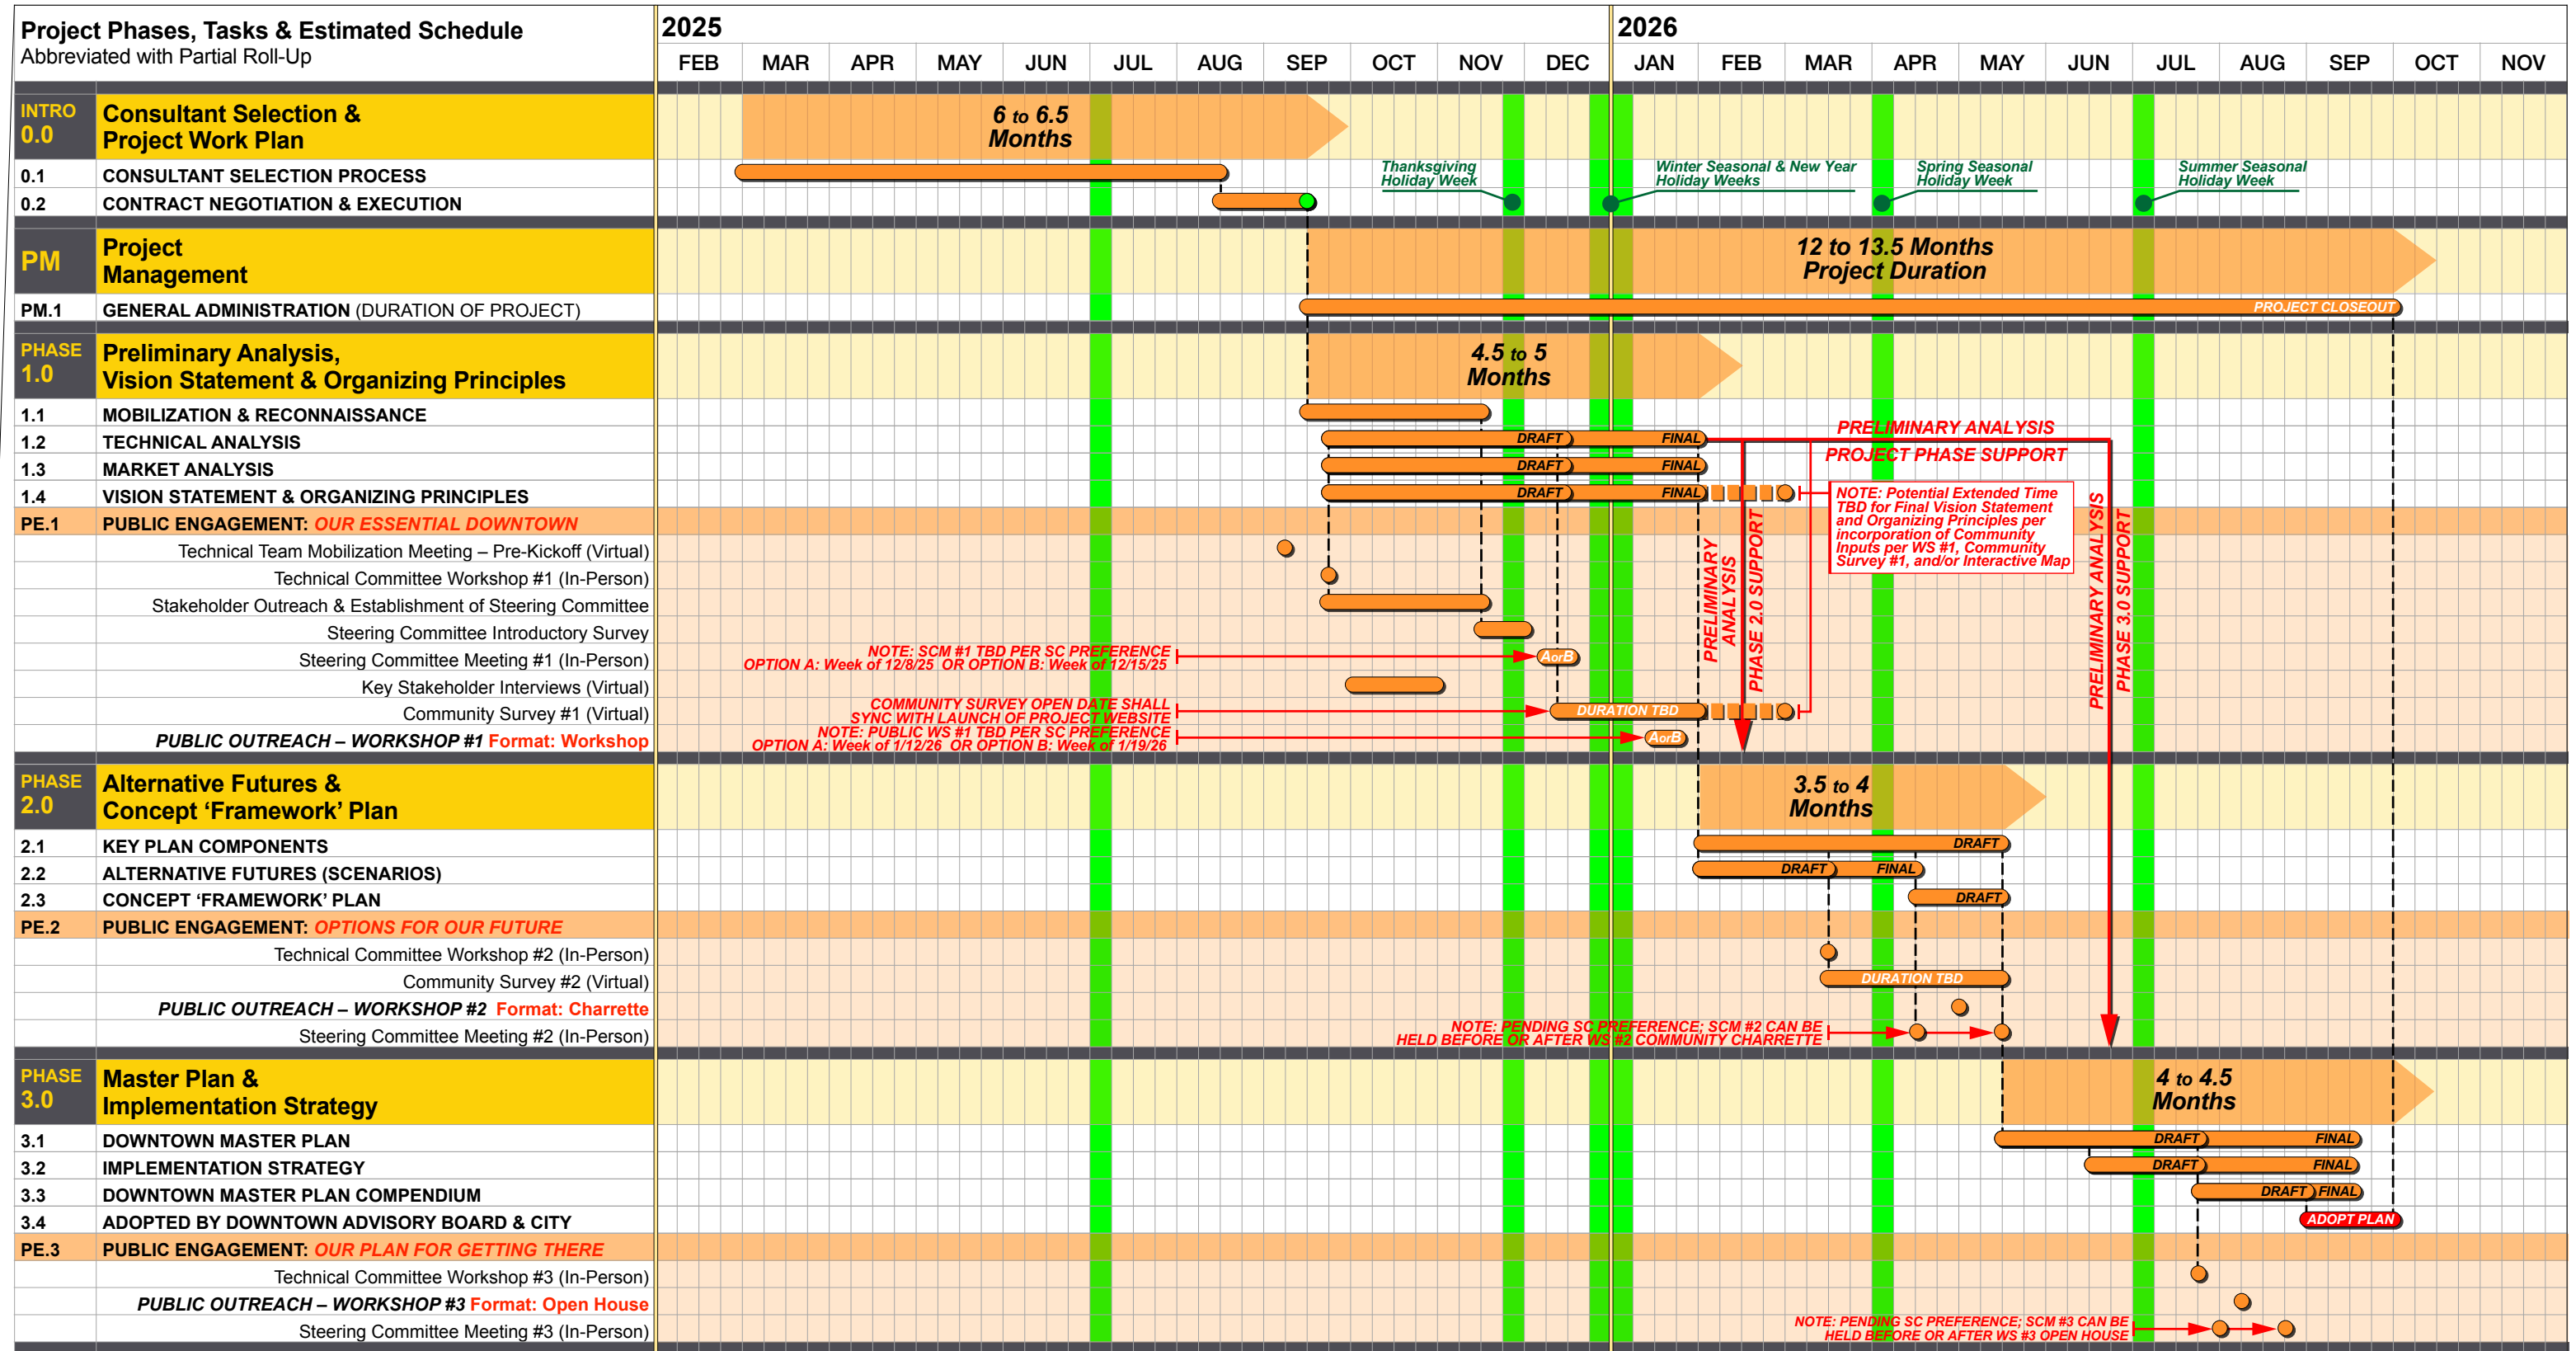 Project Phases, Tasks & Estimated Schedule
Abbreviated with Partial Roll-Up
2025
2026
FEB MAR APR MAY JUN JUL AUG SEP OCT NOV DEC JAN FEB MAR APR MAY JUN JUL AUG SEP OCT NOV
INTRO
0.0
Consultant Selection &
Project Work Plan
6 to 6.5
Months
0.1 CONSULTANT SELECTION PROCESS
0.2 CONTRACT NEGOTIATION & EXECUTION
Thanksgiving
Holiday Week
Winter Seasonal & New Year
Holiday Weeks
Spring Seasonal
Holiday Week
Summer Seasonal
Holiday Week
PM
Project
Management
12 to 13.5 Months
Project Duration
PM.1 GENERAL ADMINISTRATION (DURATION OF PROJECT)
PROJECT CLOSEOUT
PHASE
1.0
Preliminary Analysis,
Vision Statement & Organizing Principles
4.5 to 5
Months
1.1 MOBILIZATION & RECONNAISSANCE
1.2 TECHNICAL ANALYSIS
DRAFT FINAL
PRELIMINARY ANALYSIS
PROJECT PHASE SUPPORT
1.3 MARKET ANALYSIS
DRAFT FINAL
1.4 VISION STATEMENT & ORGANIZING PRINCIPLES
DRAFT FINAL
NOTE: Potential Extended Time
TBD for Final Vision Statement
and Organizing Principles per
incorporation of Community
Inputs per WS #1, Community
Survey #1, and/or Interactive Map
PRELIMINARY
ANALYSIS
PHASE 2.0 SUPPORT
PRELIMINARY ANALYSIS
PHASE 3.0 SUPPORT
PE.1 PUBLIC ENGAGEMENT: OUR ESSENTIAL DOWNTOWN
Technical Team Mobilization Meeting – Pre-Kickoff (Virtual)
Technical Committee Workshop #1 (In-Person)
Stakeholder Outreach & Establishment of Steering Committee
Steering Committee Introductory Survey
Steering Committee Meeting #1 (In-Person)
NOTE: SCM #1 TBD PER SC PREFERENCE
OPTION A: Week of 12/8/25 OR OPTION B: Week of 12/15/25
AorB
Key Stakeholder Interviews (Virtual)
Community Survey #1 (Virtual)
COMMUNITY SURVEY OPEN DATE SHALL
SYNC WITH LAUNCH OF PROJECT WEBSITE
DURATION TBD
PUBLIC OUTREACH – WORKSHOP #1 Format: Workshop
NOTE: PUBLIC WS #1 TBD PER SC PREFERENCE
OPTION A: Week of 1/12/26 OR OPTION B: Week of 1/19/26
AorB
PHASE
2.0
Alternative Futures &
Concept ‘Framework’ Plan
3.5 to 4
Months
2.1 KEY PLAN COMPONENTS
DRAFT
2.2 ALTERNATIVE FUTURES (SCENARIOS)
DRAFT FINAL
2.3 CONCEPT ‘FRAMEWORK’ PLAN
DRAFT
PE.2 PUBLIC ENGAGEMENT: OPTIONS FOR OUR FUTURE
Technical Committee Workshop #2 (In-Person)
Community Survey #2 (Virtual)
DURATION TBD
PUBLIC OUTREACH – WORKSHOP #2 Format: Charrette
Steering Committee Meeting #2 (In-Person)
NOTE: PENDING SC PREFERENCE; SCM #2 CAN BE
HELD BEFORE OR AFTER WS #2 COMMUNITY CHARRETTE
PHASE
3.0
Master Plan &
Implementation Strategy
4 to 4.5
Months
3.1 DOWNTOWN MASTER PLAN
DRAFT FINAL
3.2 IMPLEMENTATION STRATEGY
DRAFT FINAL
3.3 DOWNTOWN MASTER PLAN COMPENDIUM
DRAFT FINAL
3.4 ADOPTED BY DOWNTOWN ADVISORY BOARD & CITY
ADOPT PLAN
PE.3 PUBLIC ENGAGEMENT: OUR PLAN FOR GETTING THERE
Technical Committee Workshop #3 (In-Person)
PUBLIC OUTREACH – WORKSHOP #3 Format: Open House
Steering Committee Meeting #3 (In-Person)
NOTE: PENDING SC PREFERENCE; SCM #3 CAN BE
HELD BEFORE OR AFTER WS #3 OPEN HOUSE